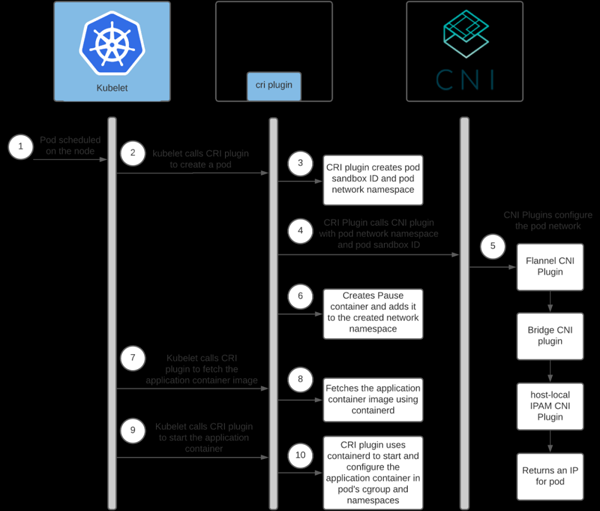 Kubelet
cri plugin
CNI
1
Pod scheduled
on the node
2
kubelet calls CRI plugin
to create a pod
3
CRI plugin creates pod
sandbox ID and pod
network namespace
4
CRI Plugin calls CNI plugin
with pod network namespace
and pod sandbox ID
CNI Plugins configure
the pod network
5
Flannel CNI
Plugin
6
Creates Pause
container and adds it
to the created network
namespace
Bridge CNI
plugin
7
Kubelet calls CRI
plugin to fetch the
application container image
8
Fetches the application
container image using
containerd
host-local
IPAM CNI
Plugin
9
Kubelet calls CRI plugin
to start the application
container
10
CRI plugin uses
containerd to start and
configure the
application container in
pod's cgroup and
namespaces
Returns an IP
for pod